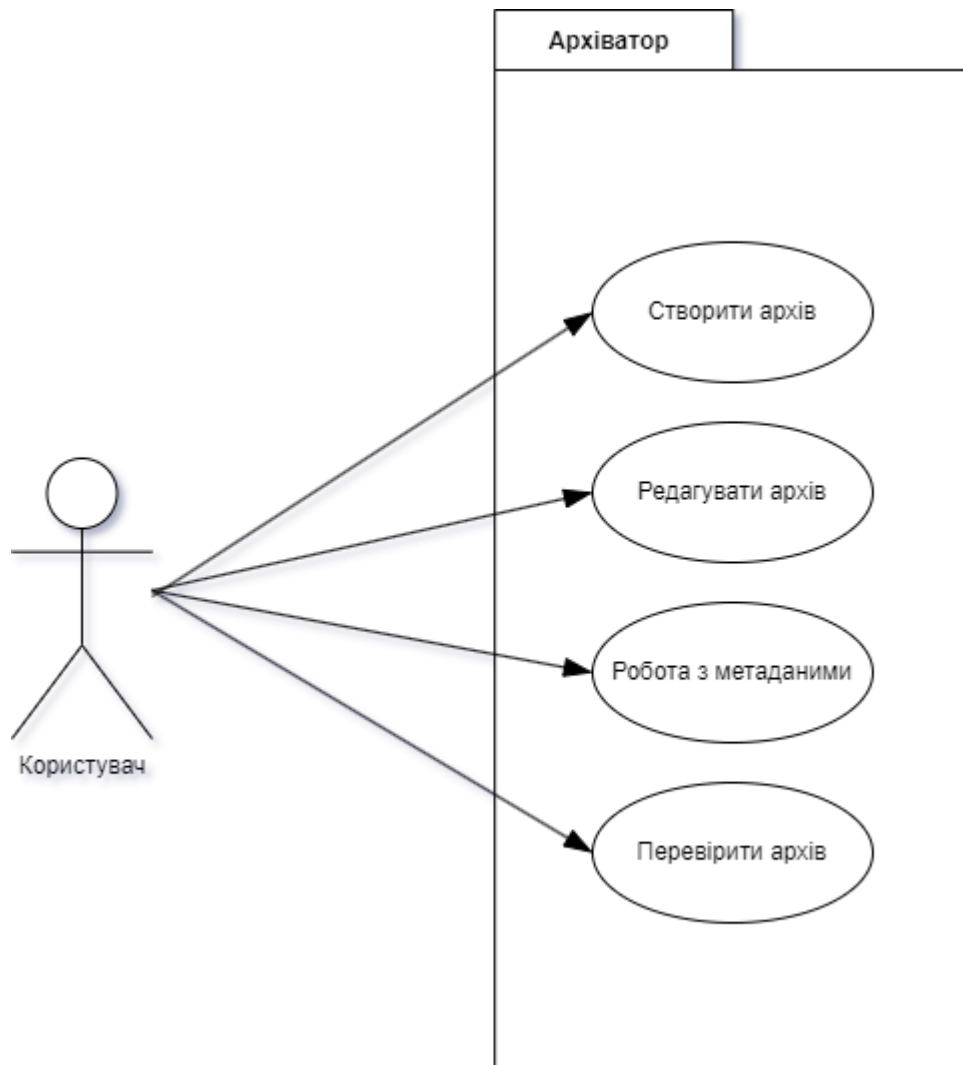 Архіватор
Створити архів
Редагувати архів
Робота з метаданими
Користувач
Перевірити архів